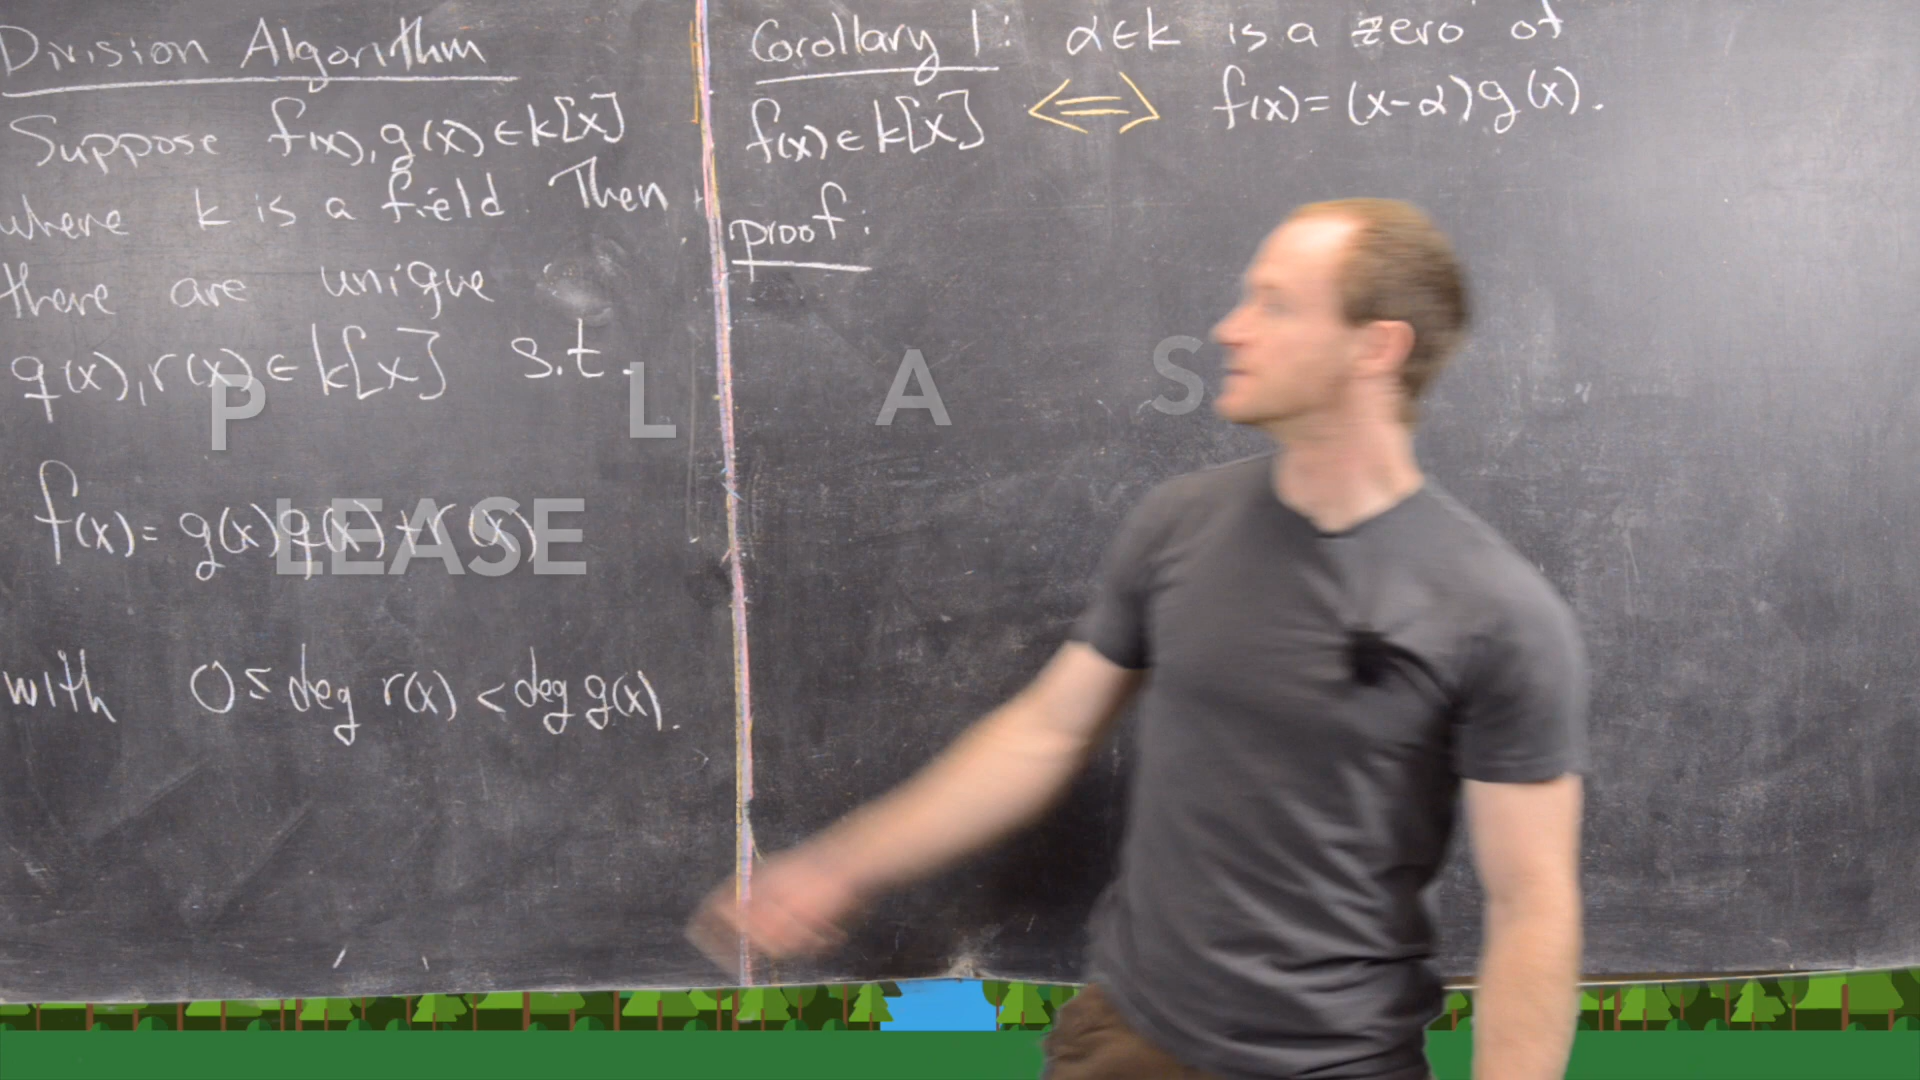 Division Algorithm
Suppose f(x), g(x) ∈ k[x]
where k is a field. Then
there are unique
q(x), r(x) ∈ k[x] s.t.
f(x) = g(x)q(x) + r(x)
with 0 ≤ deg r(x) < deg g(x).
Corollary 1: α ∈ k is a zero of
f(x) ∈ k[x] ⟺ f(x) = (x-α)g(x).
proof:
P L A S
LEASE